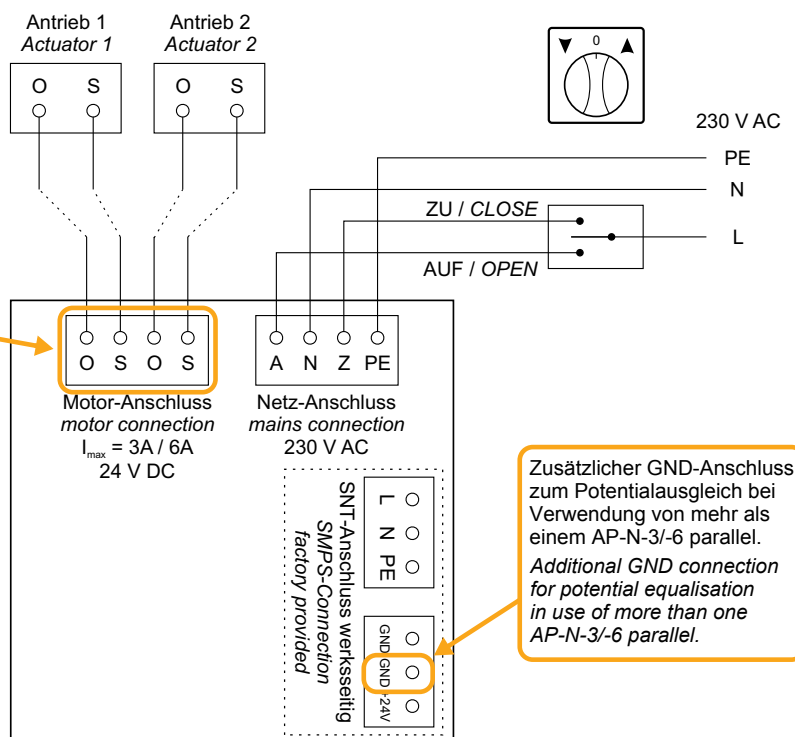 Antrieb 1
Actuator 1
Antrieb 2
Actuator 2
O S
O S
0
230 V AC
PE
N
L
ZU / CLOSE
AUF / OPEN
O S O S
A N Z PE
Motor-Anschluss
motor connection
Imax = 3A / 6A
24 V DC
Netz-Anschluss
mains connection
230 V AC
SNT-Anschluss werksseitig
SMPS-Connection
factory provided
L
N
PE
GND
GND
+24V
Zusätzlicher GND-Anschluss
zum Potentialausgleich bei
Verwendung von mehr als
einem AP-N-3/-6 parallel.
Additional GND connection
for potential equalisation
in use of more than one
AP-N-3/-6 parallel.